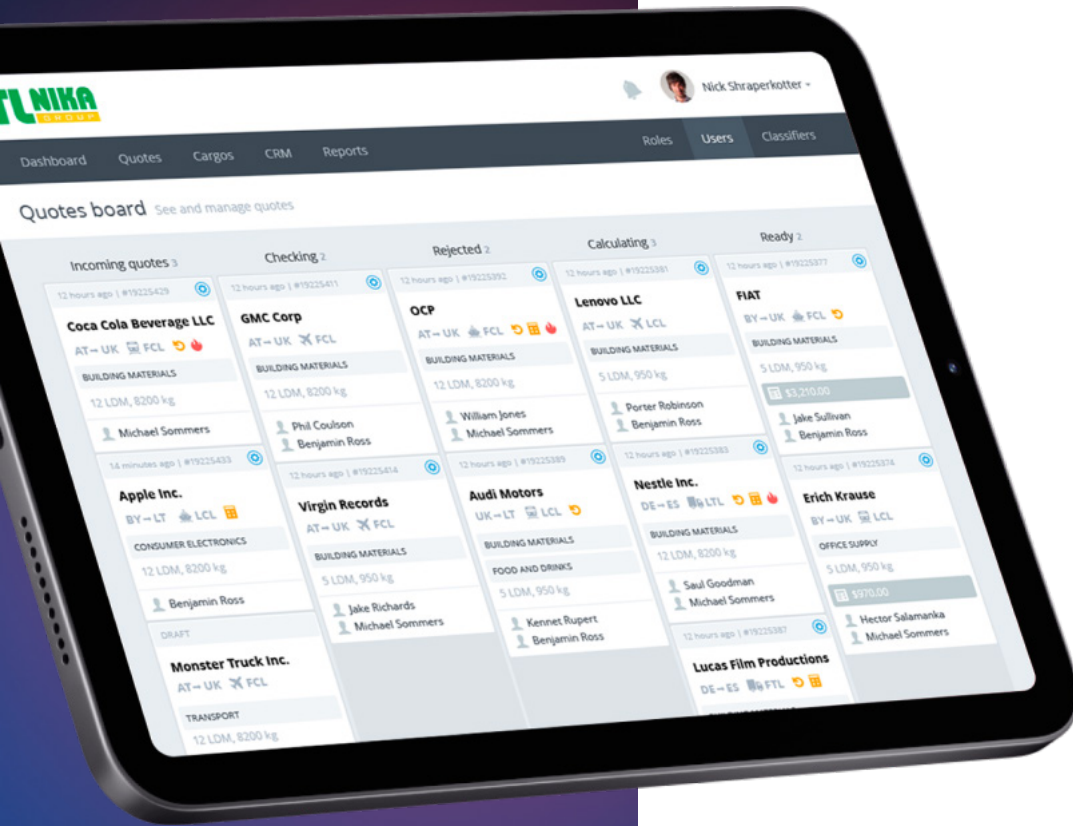 TL NIKA
GROUP
Nick Shraperkotter
Dashboard Quotes Cargos CRM Reports Roles Users Classifiers
Quotes board See and manage quotes
Incoming quotes 3
12 hours ago | #19225429
Coca Cola Beverage LLC
AT→UK FCL
BUILDING MATERIALS
12 LDM, 8200 kg
Michael Sommers
14 minutes ago | #19225433
Apple Inc.
BY→LT LCL
CONSUMER ELECTRONICS
12 LDM, 8200 kg
Benjamin Ross
DRAFT
Monster Truck Inc.
AT→UK FCL
TRANSPORT
12 LDM, 8200 kg
Checking 2
12 hours ago | #19225411
GMC Corp
AT→UK FCL
BUILDING MATERIALS
12 LDM, 8200 kg
Phil Coulson
Benjamin Ross
12 hours ago | #19225414
Virgin Records
AT→UK FCL
BUILDING MATERIALS
5 LDM, 950 kg
Jake Richards
Michael Sommers
Rejected 2
12 hours ago | #19225392
OCP
AT→UK FCL
BUILDING MATERIALS
12 LDM, 8200 kg
William Jones
Michael Sommers
12 hours ago | #19225389
Audi Motors
UK→LT LCL
BUILDING MATERIALS
FOOD AND DRINKS
5 LDM, 950 kg
Kennet Rupert
Benjamin Ross
Calculating 3
12 hours ago | #19225381
Lenovo LLC
AT→UK LCL
BUILDING MATERIALS
5 LDM, 950 kg
Porter Robinson
Benjamin Ross
12 hours ago | #19225383
Nestle Inc.
DE→ES LTL
BUILDING MATERIALS
12 LDM, 8200 kg
Saul Goodman
Michael Sommers
12 hours ago | #19225387
Lucas Film Productions
DE→ES FTL
Ready 2
12 hours ago | #19225377
FIAT
BY→UK FCL
BUILDING MATERIALS
5 LDM, 950 kg
$3,210.00
Jake Sullivan
Benjamin Ross
12 hours ago | #19225374
Erich Krause
BY→UK LCL
OFFICE SUPPLY
5 LDM, 950 kg
$970.00
Hector Salamanka
Michael Sommers